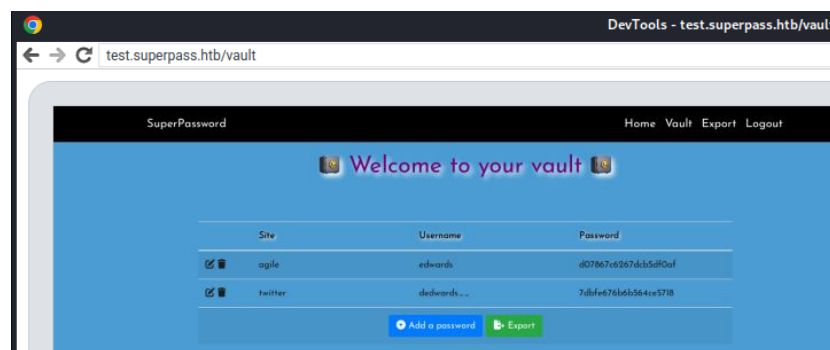 DevTools - test.superpass.htb/vaul
test.superpass.htb/vault
SuperPassword Home Vault Export Logout
Welcome to your vault
Site Username Password
agile edwards d07867c6267dcb5df0af
twitter dedwards__ 7dbfe676b6b564ce5718
Add a password Export